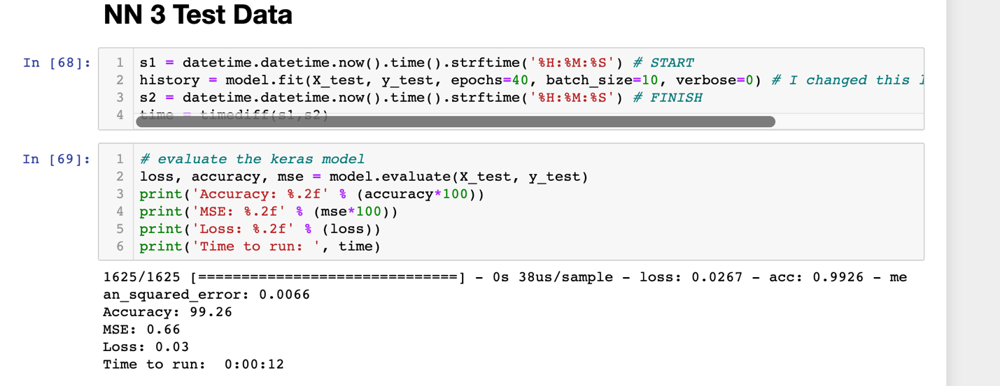 NN 3 Test Data
In [68]:
1 s1 = datetime.datetime.now().time().strftime('%H:%M:%S') # START
2 history = model.fit(X_test, y_test, epochs=40, batch_size=10, verbose=0) # I changed this
3 s2 = datetime.datetime.now().time().strftime('%H:%M:%S') # FINISH
4 time = timediff(s1,s2)
In [69]:
1 # evaluate the keras model
2 loss, accuracy, mse = model.evaluate(X_test, y_test)
3 print('Accuracy: %.2f' % (accuracy*100))
4 print('MSE: %.2f' % (mse*100))
5 print('Loss: %.2f' % (loss))
6 print('Time to run: ', time)
1625/1625 [==============================] - 0s 38us/sample - loss: 0.0267 - acc: 0.9926 - me
an_squared_error: 0.0066
Accuracy: 99.26
MSE: 0.66
Loss: 0.03
Time to run:  0:00:12